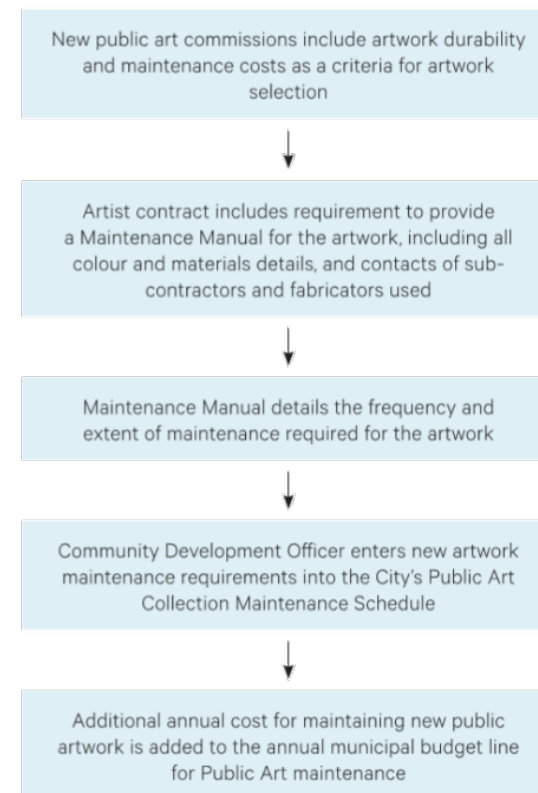 New public art commissions include artwork durability
and maintenance costs as a criteria for artwork
selection
Artist contract includes requirement to provide
a Maintenance Manual for the artwork, including all
colour and materials details, and contacts of sub-
contractors and fabricators used
Maintenance Manual details the frequency and
extent of maintenance required for the artwork
Community Development Officer enters new artwork
maintenance requirements into the City's Public Art
Collection Maintenance Schedule
Additional annual cost for maintaining new public
artwork is added to the annual municipal budget line
for Public Art maintenance